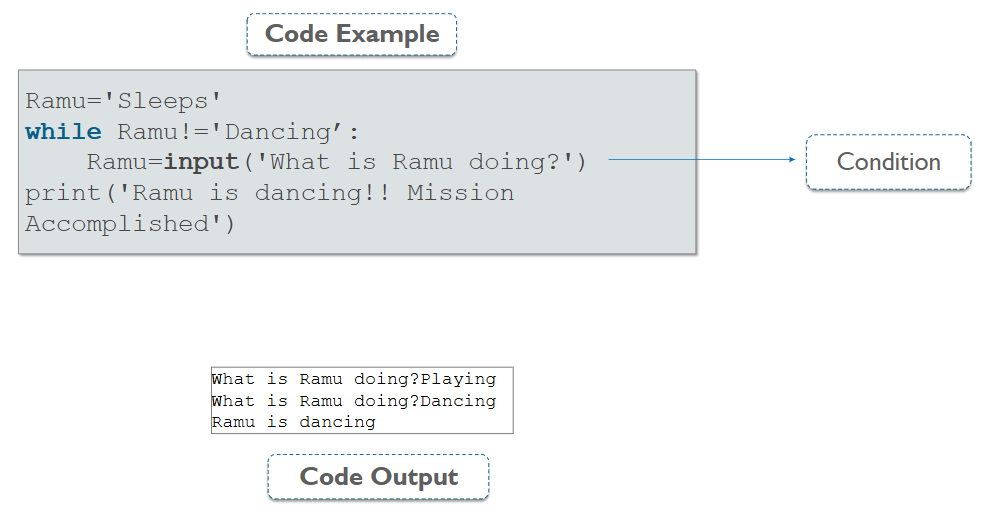 Code Example
Ramu='Sleeps'
while Ramu!='Dancing’:
    Ramu=input('What is Ramu doing?')
Condition
print('Ramu is dancing!! Mission
Accomplished')
What is Ramu doing?Playing
What is Ramu doing?Dancing
Ramu is dancing
Code Output